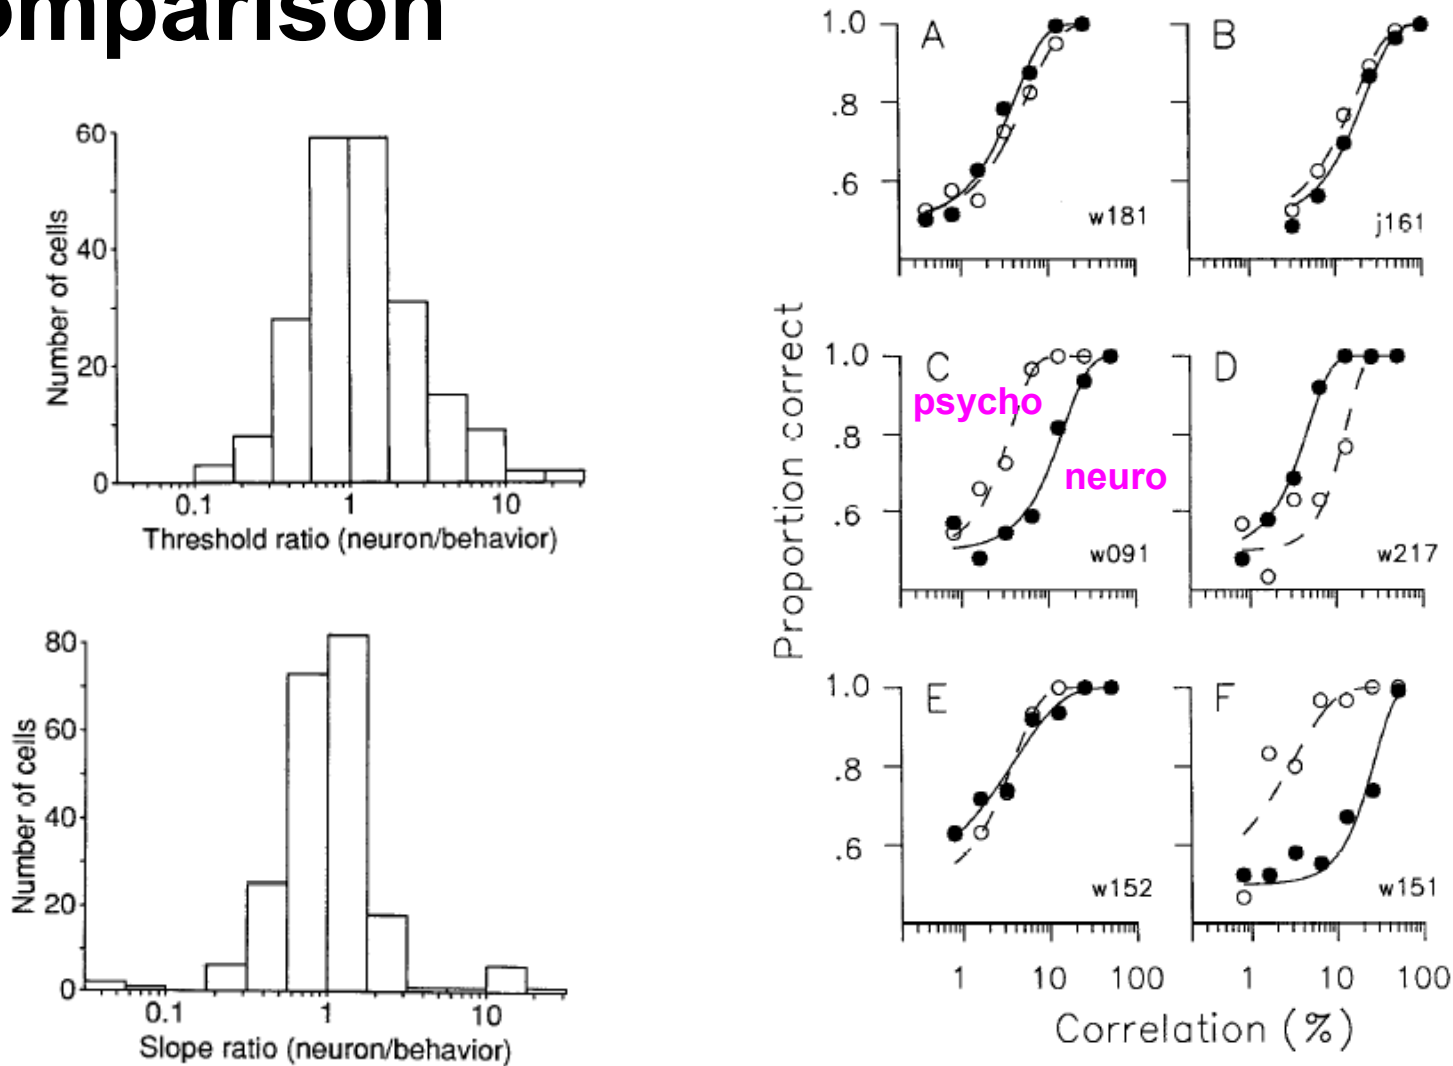 omparison
60
40
20
0
Number of cells
0.1 1 10
Threshold ratio (neuron/behavior)
80
60
40
20
0
Number of cells
0.1 1 10
Slope ratio (neuron/behavior)
Proportion correct
1.0
.8
.6
A
w181
B
j161
1.0
.8
.6
C
psycho
neuro
w091
D
w217
1.0
.8
.6
E
w152
F
w151
1 10 100
1 10 100
Correlation (%)